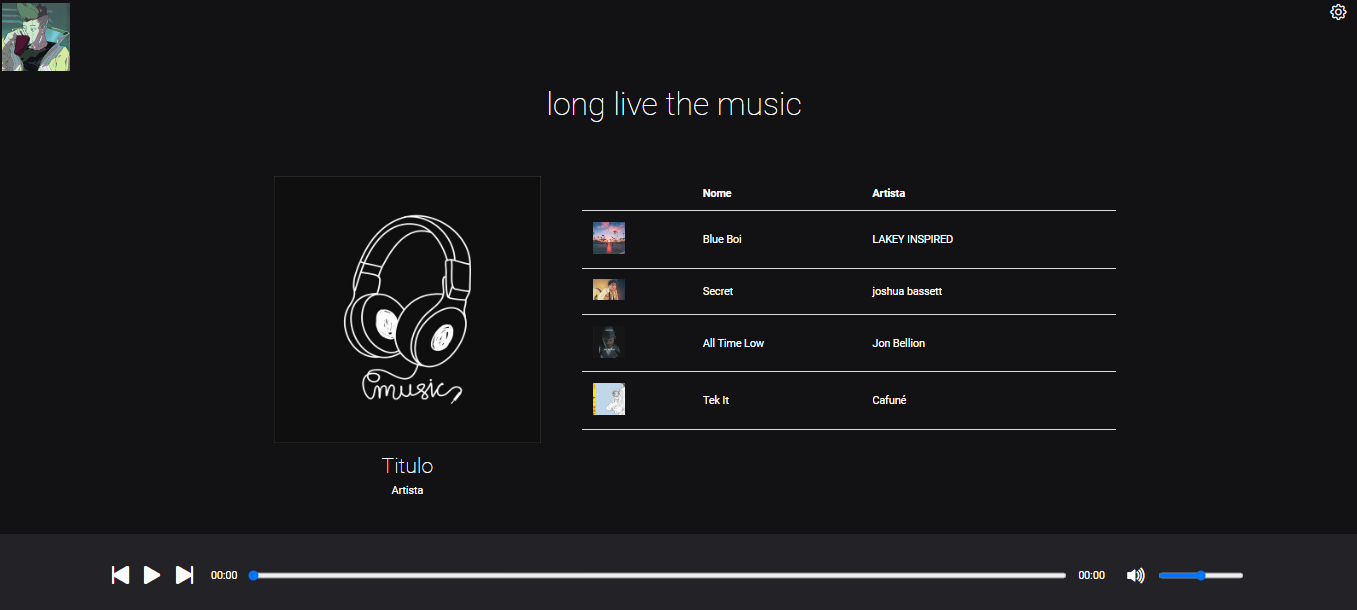 long live the music
Nome Artista
Blue Boi LAKEY INSPIRED
Secret joshua bassett
All Time Low Jon Bellion
Tek It Cafuné
music
Titulo
Artista
00:00 00:00